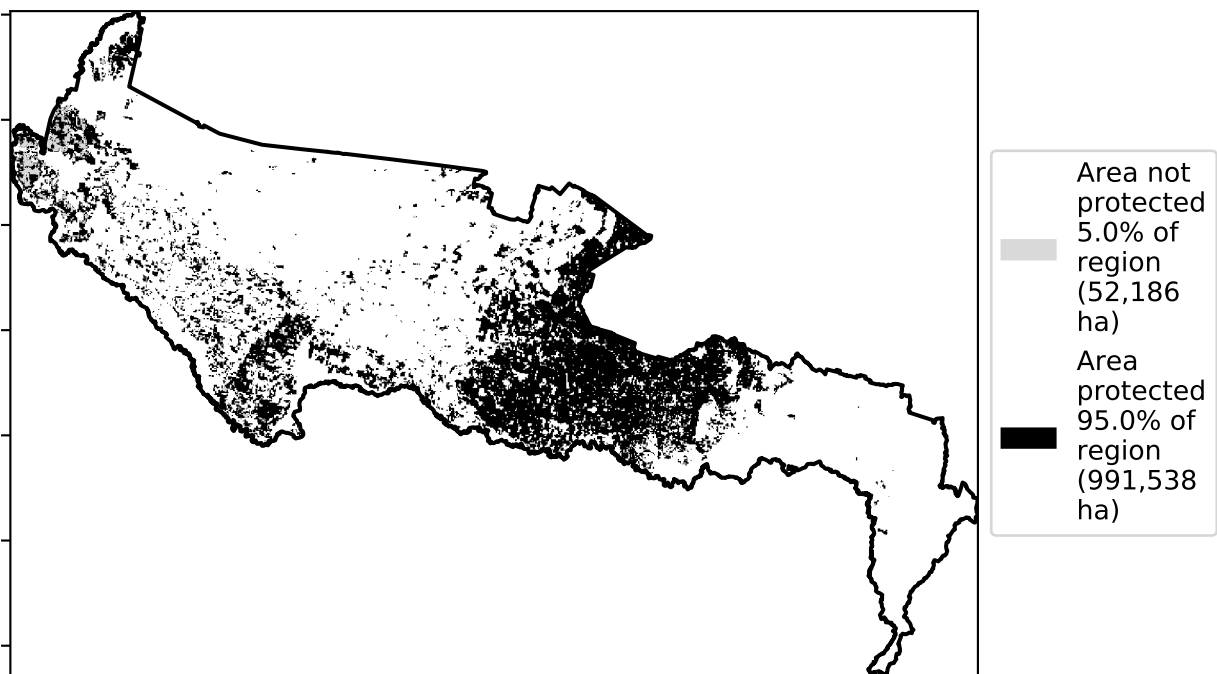 Area not
protected
5.0% of
region
(52,186
ha)
Area
protected
95.0% of
region
(991,538
ha)